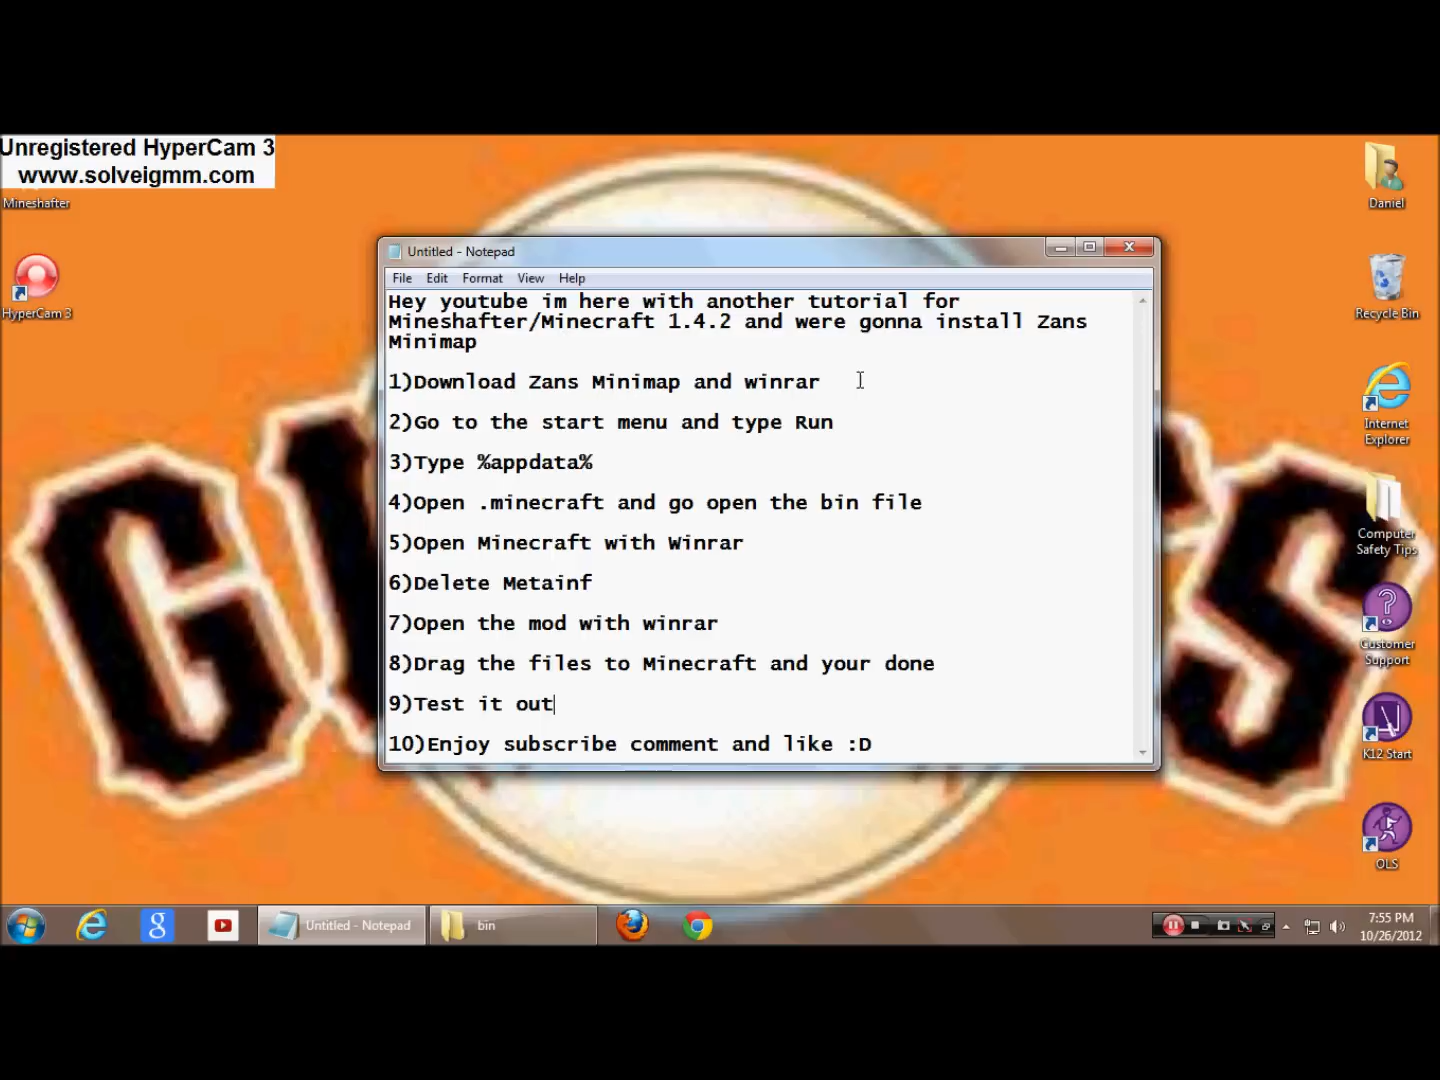 Unregistered HyperCam 3
www.solveigmm.com
Mineshafter
HyperCam 3
Daniel
Recycle Bin
Internet
Explorer
Computer
Safety Tips
Customer
Support
K12 Start
OLS
Untitled - Notepad
File Edit Format View Help
Hey youtube im here with another tutorial for
Mineshafter/Minecraft 1.4.2 and were gonna install Zans
Minimap
1)Download Zans Minimap and winrar
2)Go to the start menu and type Run
3)Type %appdata%
4)Open .minecraft and go open the bin file
5)Open Minecraft with Winrar
6)Delete Metainf
7)Open the mod with winrar
8)Drag the files to Minecraft and your done
9)Test it out
10)Enjoy subscribe comment and like :D
Untitled - Notepad
bin
7:55 PM
10/26/2012